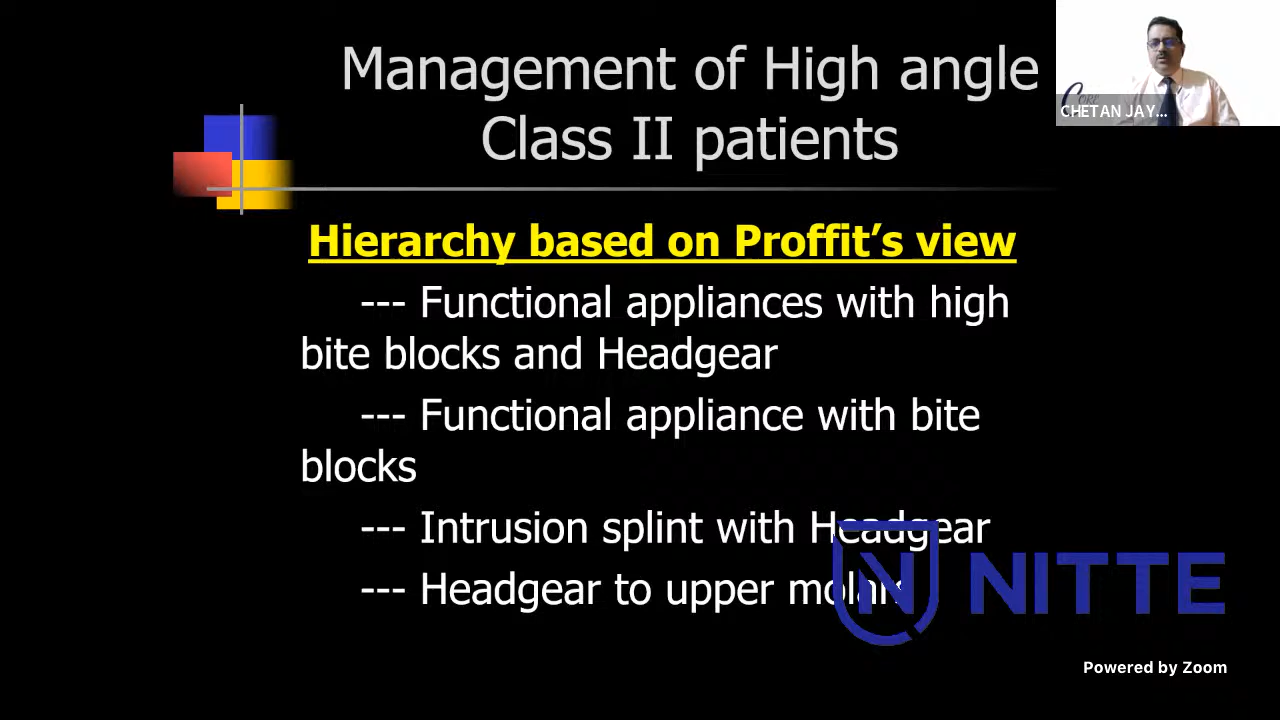 Management of High angle
Class II patients
CHETAN JAY...
Hierarchy based on Proffit's view
--- Functional appliances with high
bite blocks and Headgear
--- Functional appliance with bite
blocks
--- Intrusion splint with Headgear
--- Headgear to upper molars
N NITTE
Powered by Zoom